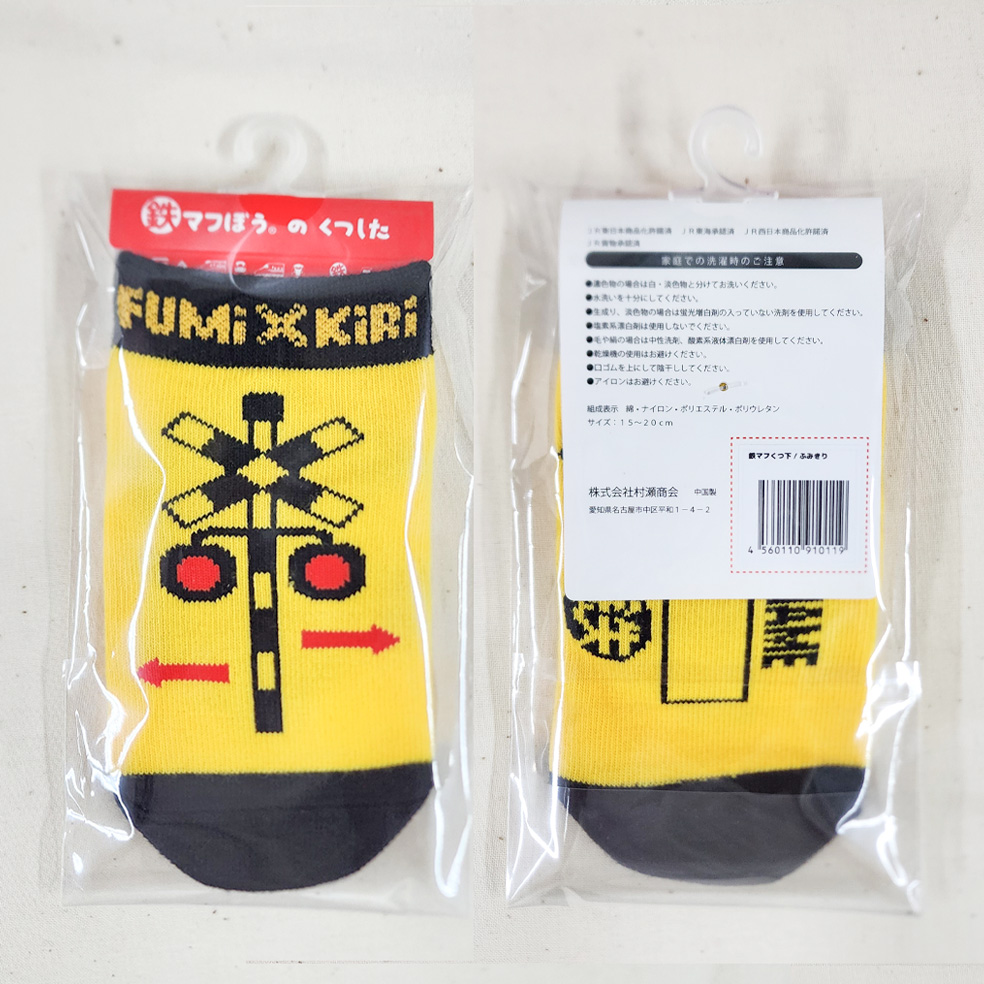 鉄マフぼう®の くつした
FUMiXKiRi
ＪＲ東日本商品化許諾済　ＪＲ東海承認済　ＪＲ西日本商品化許諾済
ＪＲ貨物承認済
家庭での洗濯時のご注意
●濃色物の場合は白・淡色物と分けてお洗いください。
●水洗いを十分にしてください。
●生成り、淡色物の場合は蛍光増白剤の入っていない洗剤を使用してください。
●塩素系漂白剤は使用しないでください。
●毛や絹の場合は中性洗剤、酸素系液体漂白剤を使用してください。
●乾燥機の使用はお避けください。
●口ゴムを上にして陰干ししてください。
●アイロンはお避けください。
組成表示　綿・ナイロン・ポリエステル・ポリウレタン
サイズ：１５～２０ｃｍ
鉄マフくつ下 / ふみきり
株式会社村瀬商会　中国製
愛知県名古屋市中区平和１－４－２
4 560110 910119